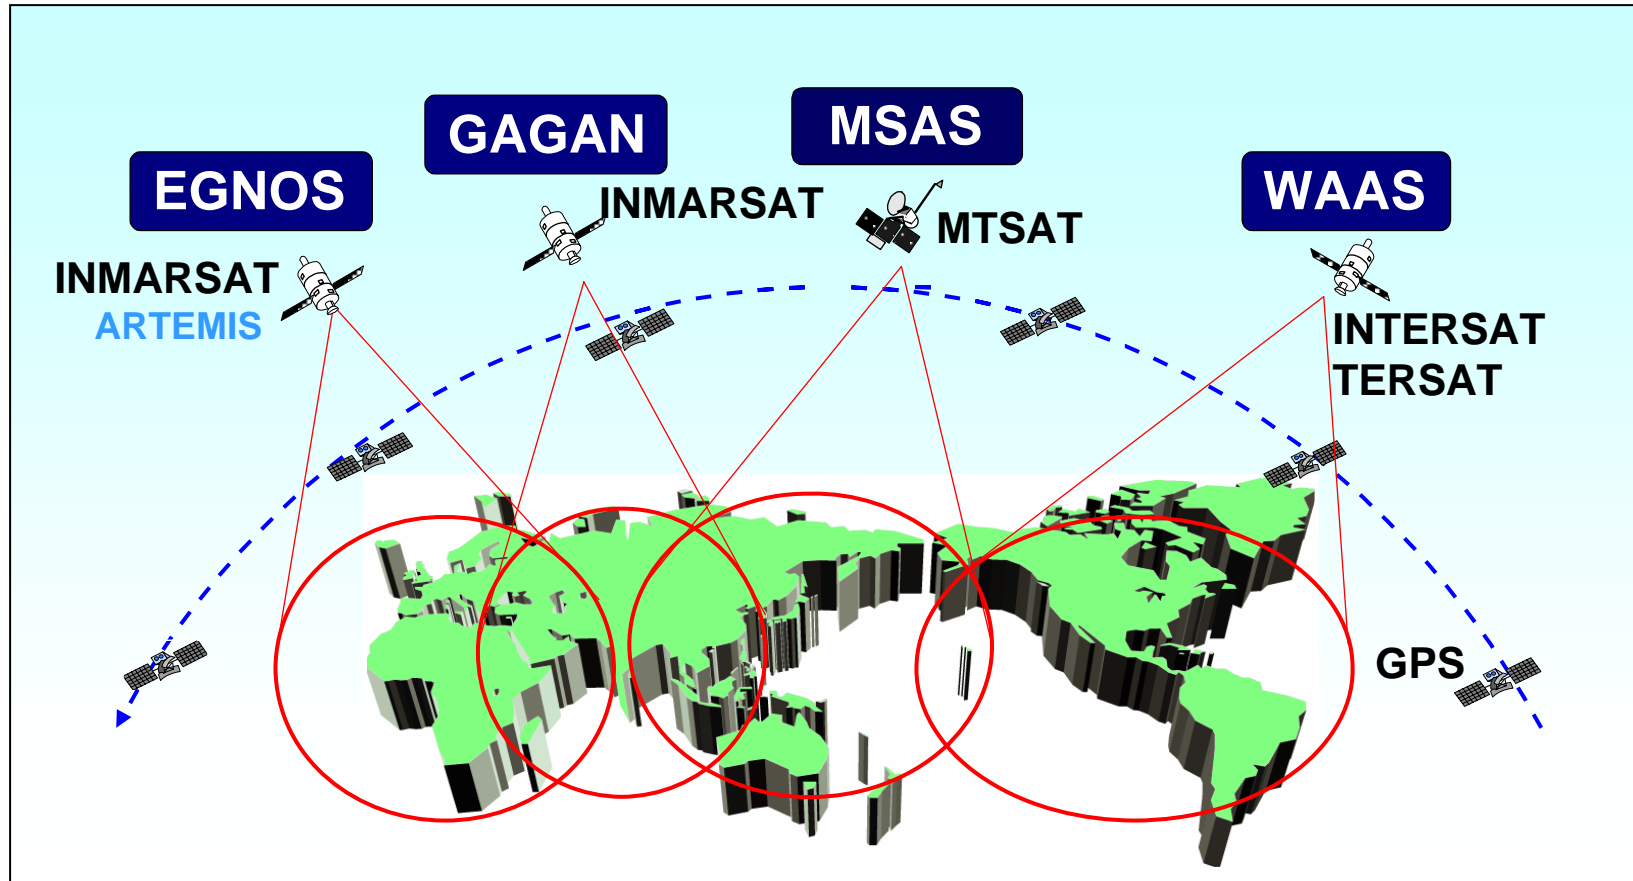 EGNOS
INMARSAT
ARTEMIS
GAGAN
INMARSAT
MSAS
MTSAT
WAAS
INTERSAT
TERSAT
GPS